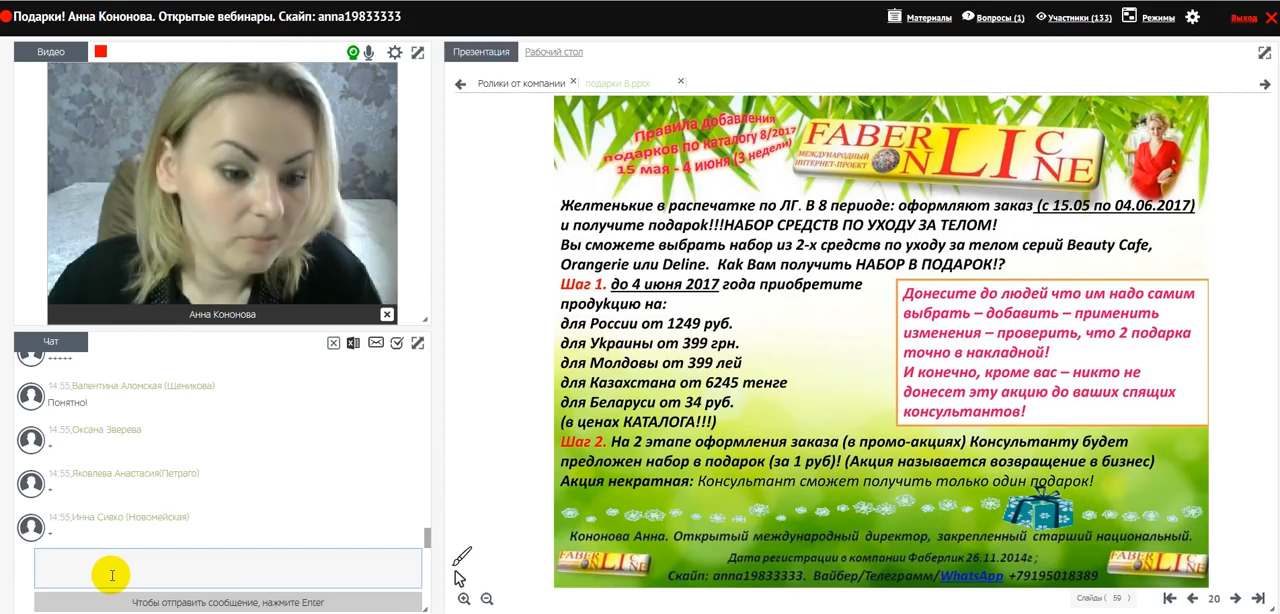 Подарки! Анна Кононова. Открытые вебинары. Скайп: anna19833333
Материалы
Вопросы (1)
Участники (133)
Режимы
Выход
Видео
Анна Кононова
Чат
+++++
14:55,Валентина Аломская (Щеникова)
Понятно!
14:55,Оксана Зверева
+
14:55,Яковлева Анастасия(Петраго)
+
14:55,Инна Сивко (Новомейская)
+
Чтобы отправить сообщение, нажмите Enter
Презентация
Рабочий стол
Ролики от компании
подарки 8.pptx
Правила добавления
подарков по каталогу 8/2017
15 мая - 4 июня (3 недели)
FABERLIC
ONLINE
МЕЖДУНАРОДНЫЙ
ИНТЕРНЕТ-ПРОЕКТ
Желтенькие в распечатке по ЛГ. В 8 периоде: оформляют заказ (с 15.05 по 04.06.2017)
и получите подарок!!!НАБОР СРЕДСТВ ПО УХОДУ ЗА ТЕЛОМ!
Вы сможете выбрать набор из 2-х средств по уходу за телом серий Beauty Cafe,
Orangerie или Deline. Как Вам получить НАБОР В ПОДАРОК!?
Шаг 1. до 4 июня 2017 года приобретите
продукцию на:
для России от 1249 руб.
для Украины от 399 грн.
для Молдовы от 399 лей
для Казахстана от 6245 тенге
для Беларуси от 34 руб.
(в ценах КАТАЛОГА!!!)
Донесите до людей что им надо самим
выбрать – добавить – применить
изменения – проверить, что 2 подарка
точно в накладной!
И конечно, кроме вас – никто не
донесет эту акцию до ваших спящих
консультантов!
Шаг 2. На 2 этапе оформления заказа (в промо-акциях) Консультанту будет
предложен набор в подарок (за 1 руб)! (Акция называется возвращение в бизнес)
Акция некратная: Консультант сможет получить только один подарок!
Кононова Анна. Открытый международный директор, закрепленный старший национальный.
Дата регистрации в компании Фаберлик 26.11.2014г;
Скайп: anna19833333. Вайбер/Телеграмм/WhatsApp +79195018389
FABERLIC
ONLINE
FABERLIC
ONLINE
Слайды ( 59 )
20